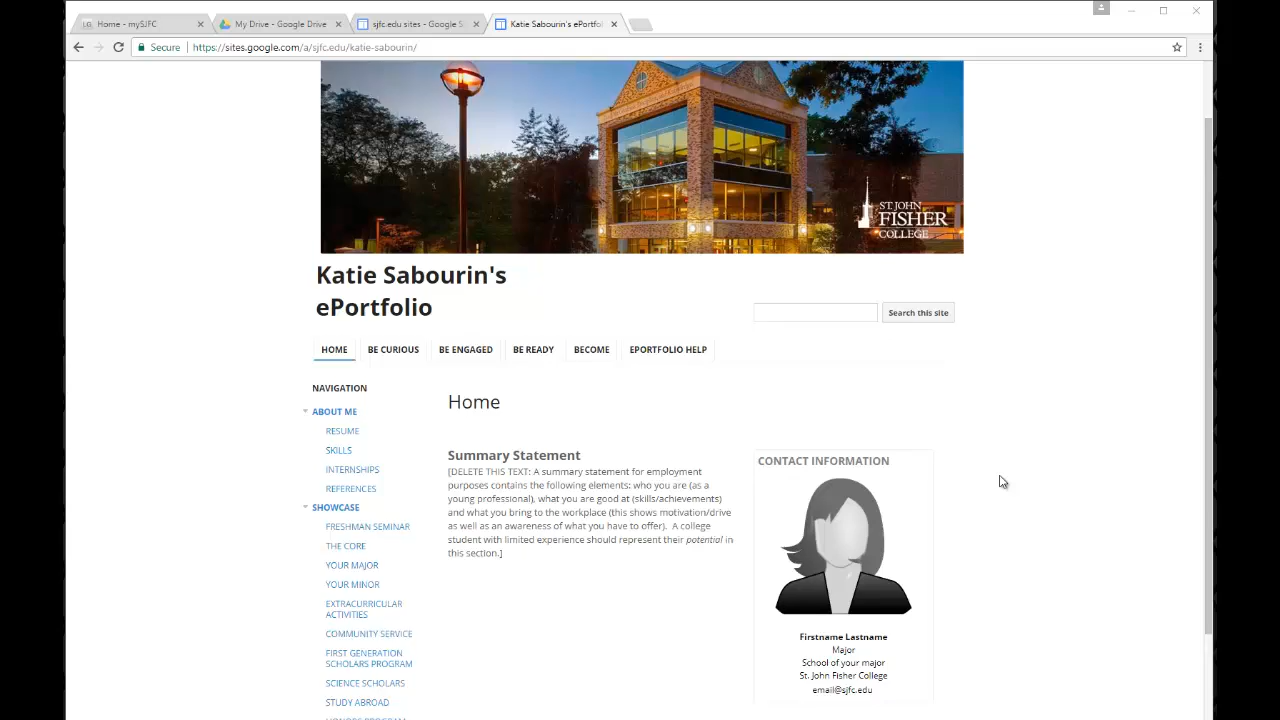 Home - mySJFC
My Drive - Google Drive
sjfc.edu sites - Google S
Katie Sabourin's ePortfol
Secure
https://sites.google.com/a/sjfc.edu/katie-sabourin/
ST. JOHN
FISHER
COLLEGE
Katie Sabourin's
ePortfolio
Search this site
HOME
BE CURIOUS
BE ENGAGED
BE READY
BECOME
EPORTFOLIO HELP
NAVIGATION
ABOUT ME
RESUME
SKILLS
INTERNSHIPS
REFERENCES
SHOWCASE
FRESHMAN SEMINAR
THE CORE
YOUR MAJOR
YOUR MINOR
EXTRACURRICULAR
ACTIVITIES
COMMUNITY SERVICE
FIRST GENERATION
SCHOLARS PROGRAM
SCIENCE SCHOLARS
STUDY ABROAD
HONORS PROGRAM
Home
Summary Statement
[DELETE THIS TEXT: A summary statement for employment
purposes contains the following elements: who you are (as a
young professional), what you are good at (skills/achievements)
and what you bring to the workplace (this shows motivation/drive
as well as an awareness of what you have to offer). A college
student with limited experience should represent their potential in
this section.]
CONTACT INFORMATION
Firstname Lastname
Major
School of your major
St. John Fisher College
email@sjfc.edu